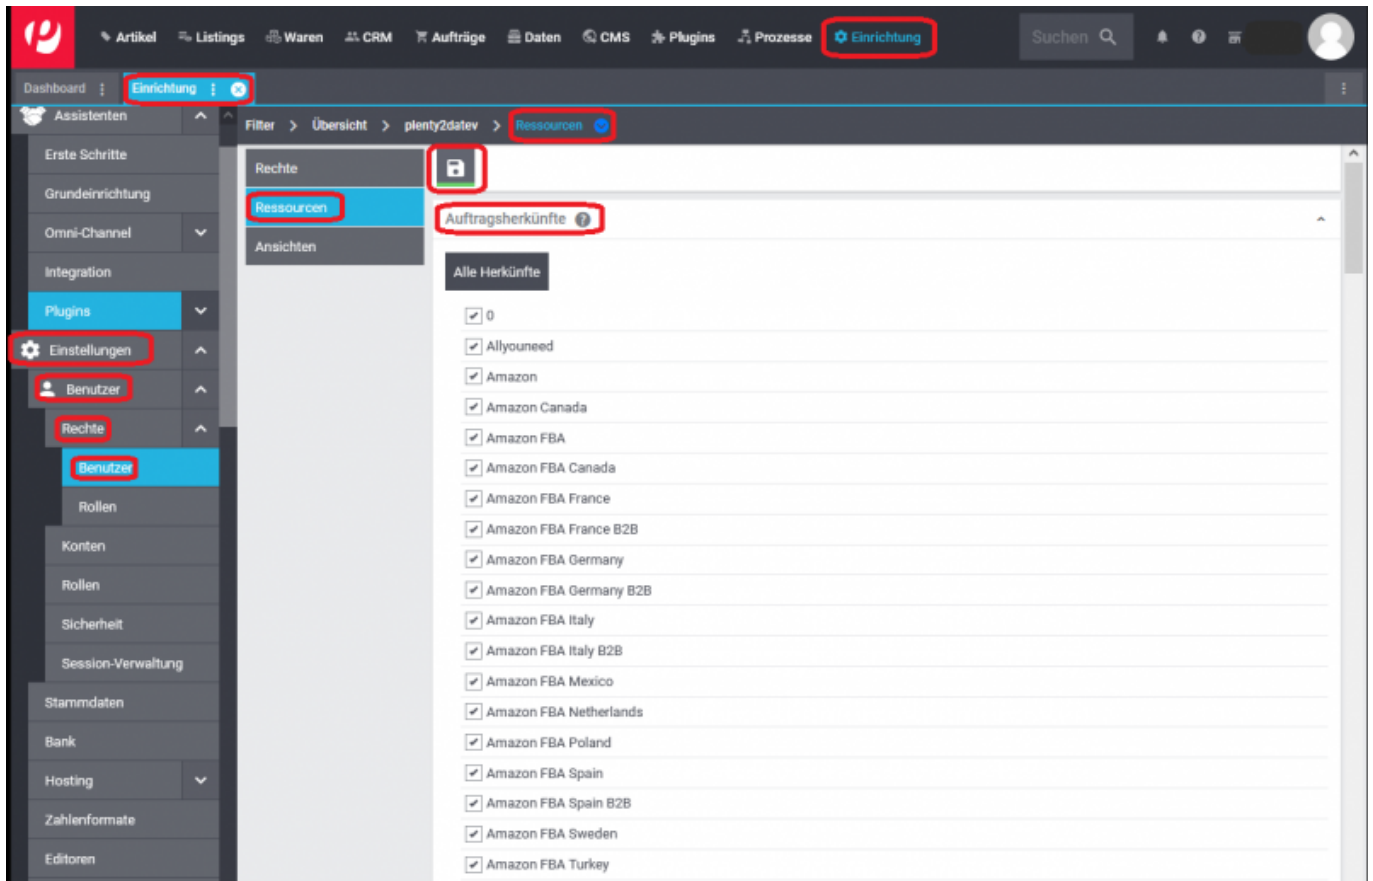 Artikel Listings Waren CRM Aufträge Daten CMS Plugins Prozesse Einrichtung Suchen
Dashboard Einrichtung
Assistenten
Erste Schritte
Grundeinrichtung
Omni-Channel
Integration
Plugins
Einstellungen
Benutzer
Rechte
Benutzer
Rollen
Konten
Rollen
Sicherheit
Session-Verwaltung
Stammdaten
Bank
Hosting
Zahlenformate
Editoren
Filter > Übersicht > plenty2datev > Ressourcen
Rechte
Ressourcen
Ansichten
Auftragsherkünfte ?
Alle Herkünfte
0
Allyouneed
Amazon
Amazon Canada
Amazon FBA
Amazon FBA Canada
Amazon FBA France
Amazon FBA France B2B
Amazon FBA Germany
Amazon FBA Germany B2B
Amazon FBA Italy
Amazon FBA Italy B2B
Amazon FBA Mexico
Amazon FBA Netherlands
Amazon FBA Poland
Amazon FBA Spain
Amazon FBA Spain B2B
Amazon FBA Sweden
Amazon FBA Turkey